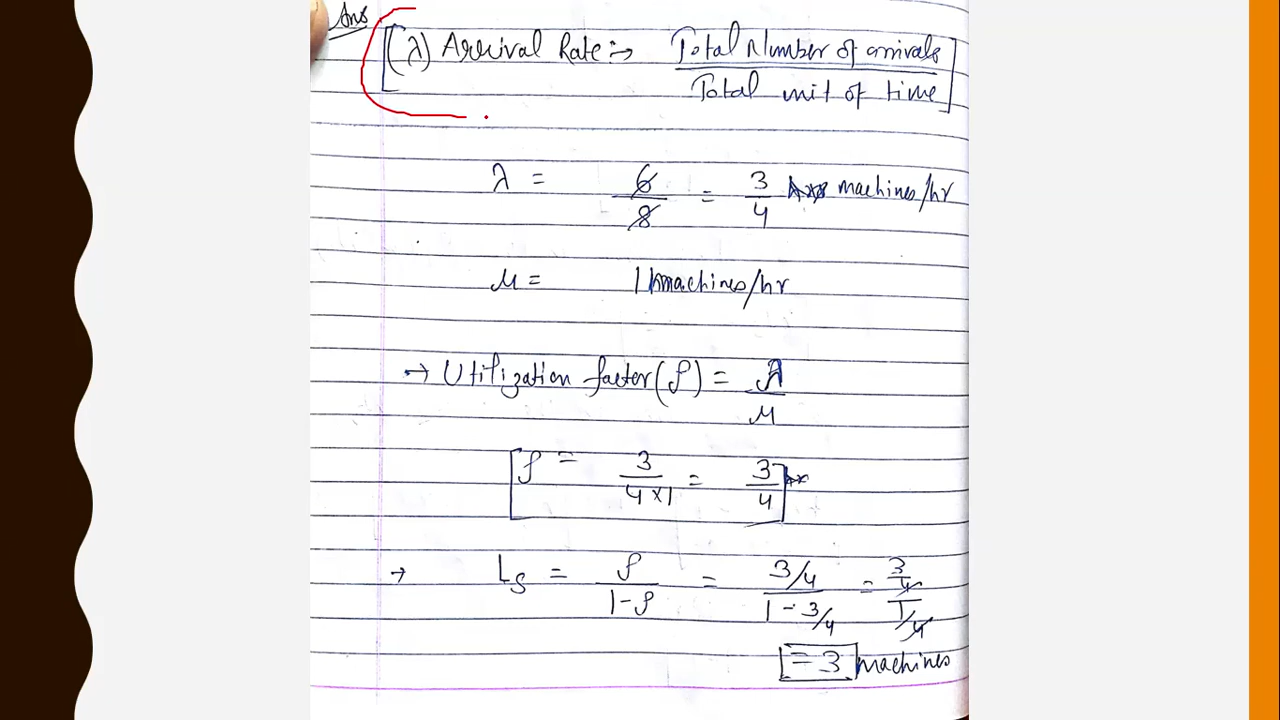 Ans
[(λ) Arrival Rate :→ Total Number of arrivals / Total unit of time]
λ = 6/8 = 3/4 machines/hr
μ = 1 machines/hr
→ Utilization factor (ρ) = λ/μ
[ρ = 3/4×1 = 3/4]
→ Ls = ρ/1-ρ = 3/4/1-3/4 = 3/4/1/4
= 3 machines